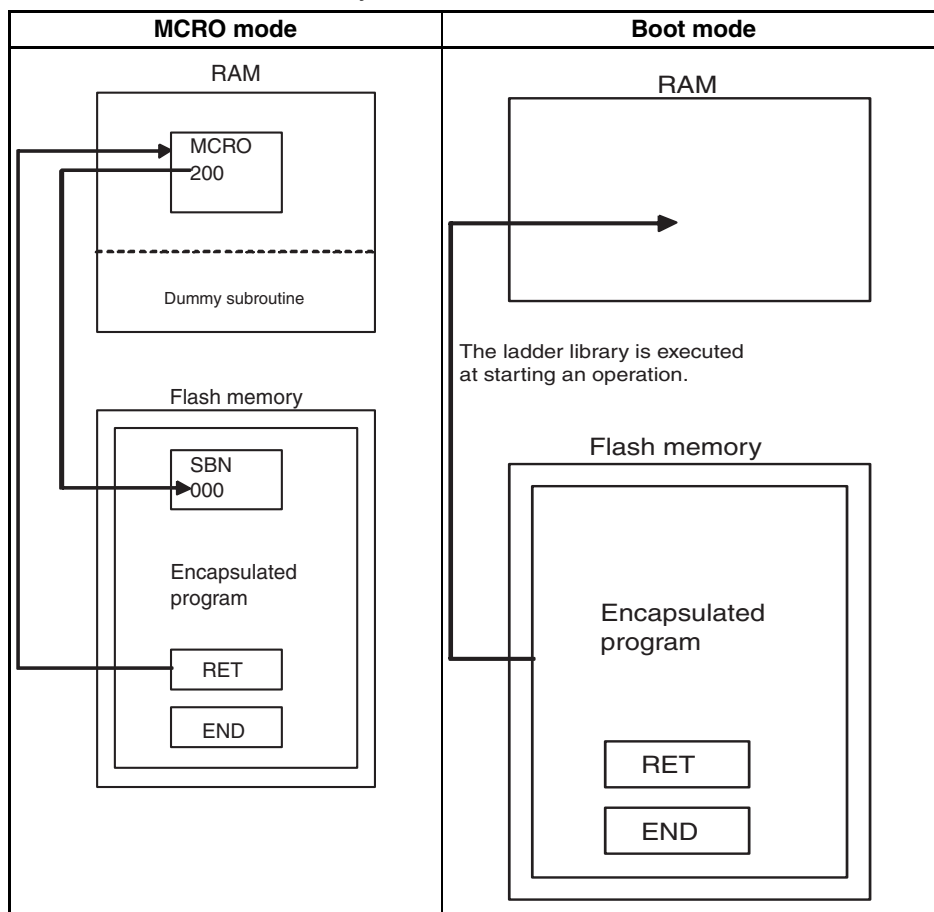 MCRO mode
Boot mode
RAM
MCRO
200
Dummy subroutine
Flash memory
SBN
000
Encapsulated
program
RET
END
RAM
The ladder library is executed
at starting an operation.
Flash memory
Encapsulated
program
RET
END